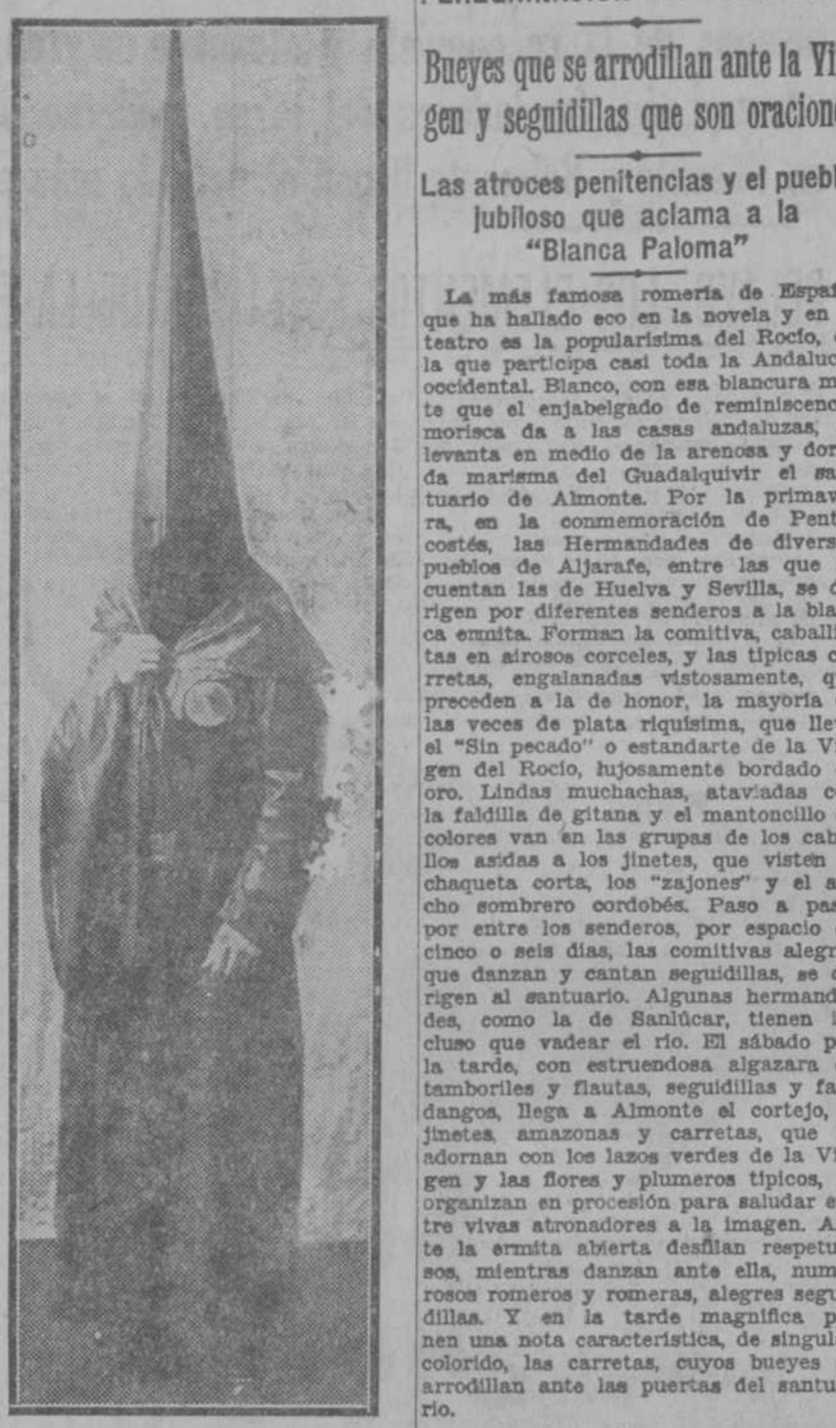 Bueyes que se arrodillan ante la Vi
gen y seguidillas que son oracione
Las atroces penitencias y el puebl
jubiloso que aclama a la
“Blanca Paloma”
La más famosa romería de Españ
que ha hallado eco en la novela y en
teatro es la popularísima del Rocío,
la que participa casi toda la Andaluc
occidental. Blanco, con esa blancura m
te que el enjabelgado de reminiscenc
morisca da a las casas andaluzas,
levanta en medio de la arenosa y dor
da marisma del Guadalquivir el sa
tuario de Almonte. Por la primav
ra, en la conmemoración de Pent
costés, las Hermandades de divers
pueblos de Aljarafe, entre las que
cuentan las de Huelva y Sevilla, se d
rigen por diferentes senderos a la bla
ca ermita. Forman la comitiva, caballi
tas en airosos corceles, y las típicas c
rretas, engalanadas vistosamente, q
preceden a la de honor, la mayoría
las veces de plata riquísima, que llev
el “Sin pecado” o estandarte de la Vi
gen del Rocío, lujosamente bordado
oro. Lindas muchachas, ataviadas c
la faldilla de gitana y el mantoncillo
colores van en las grupas de los cab
llos asidas a los jinetes, que visten
chaqueta corta, los “zajones” y el a
cho sombrero cordobés. Paso a pas
por entre los senderos, por espacio
cinco o seis días, las comitivas alegr
que danzan y cantan seguidillas, se d
rigen al santuario. Algunas hermand
des, como la de Sanlúcar, tienen i
cluso que vadear el río. El sábado p
la tarde, con estruendosa algazara
tamboriles y flautas, seguidillas y fa
dangos, llega a Almonte el cortejo,
jinetes, amazonas y carretas, que
adornan con los lazos verdes de la Vi
gen y las flores y plumeros típicos,
organizan en procesión para saludar e
tre vivas atronadores a la imagen. A
te la ermita abierta desfilan respetu
sos, mientras danzan ante ella, num
rosos romeros y romeras, alegres segu
dillas. Y en la tarde magnífica p
nen una nota característica, de singul
colorido, las carretas, cuyos bueyes
arrodillan ante las puertas del santu
rio.